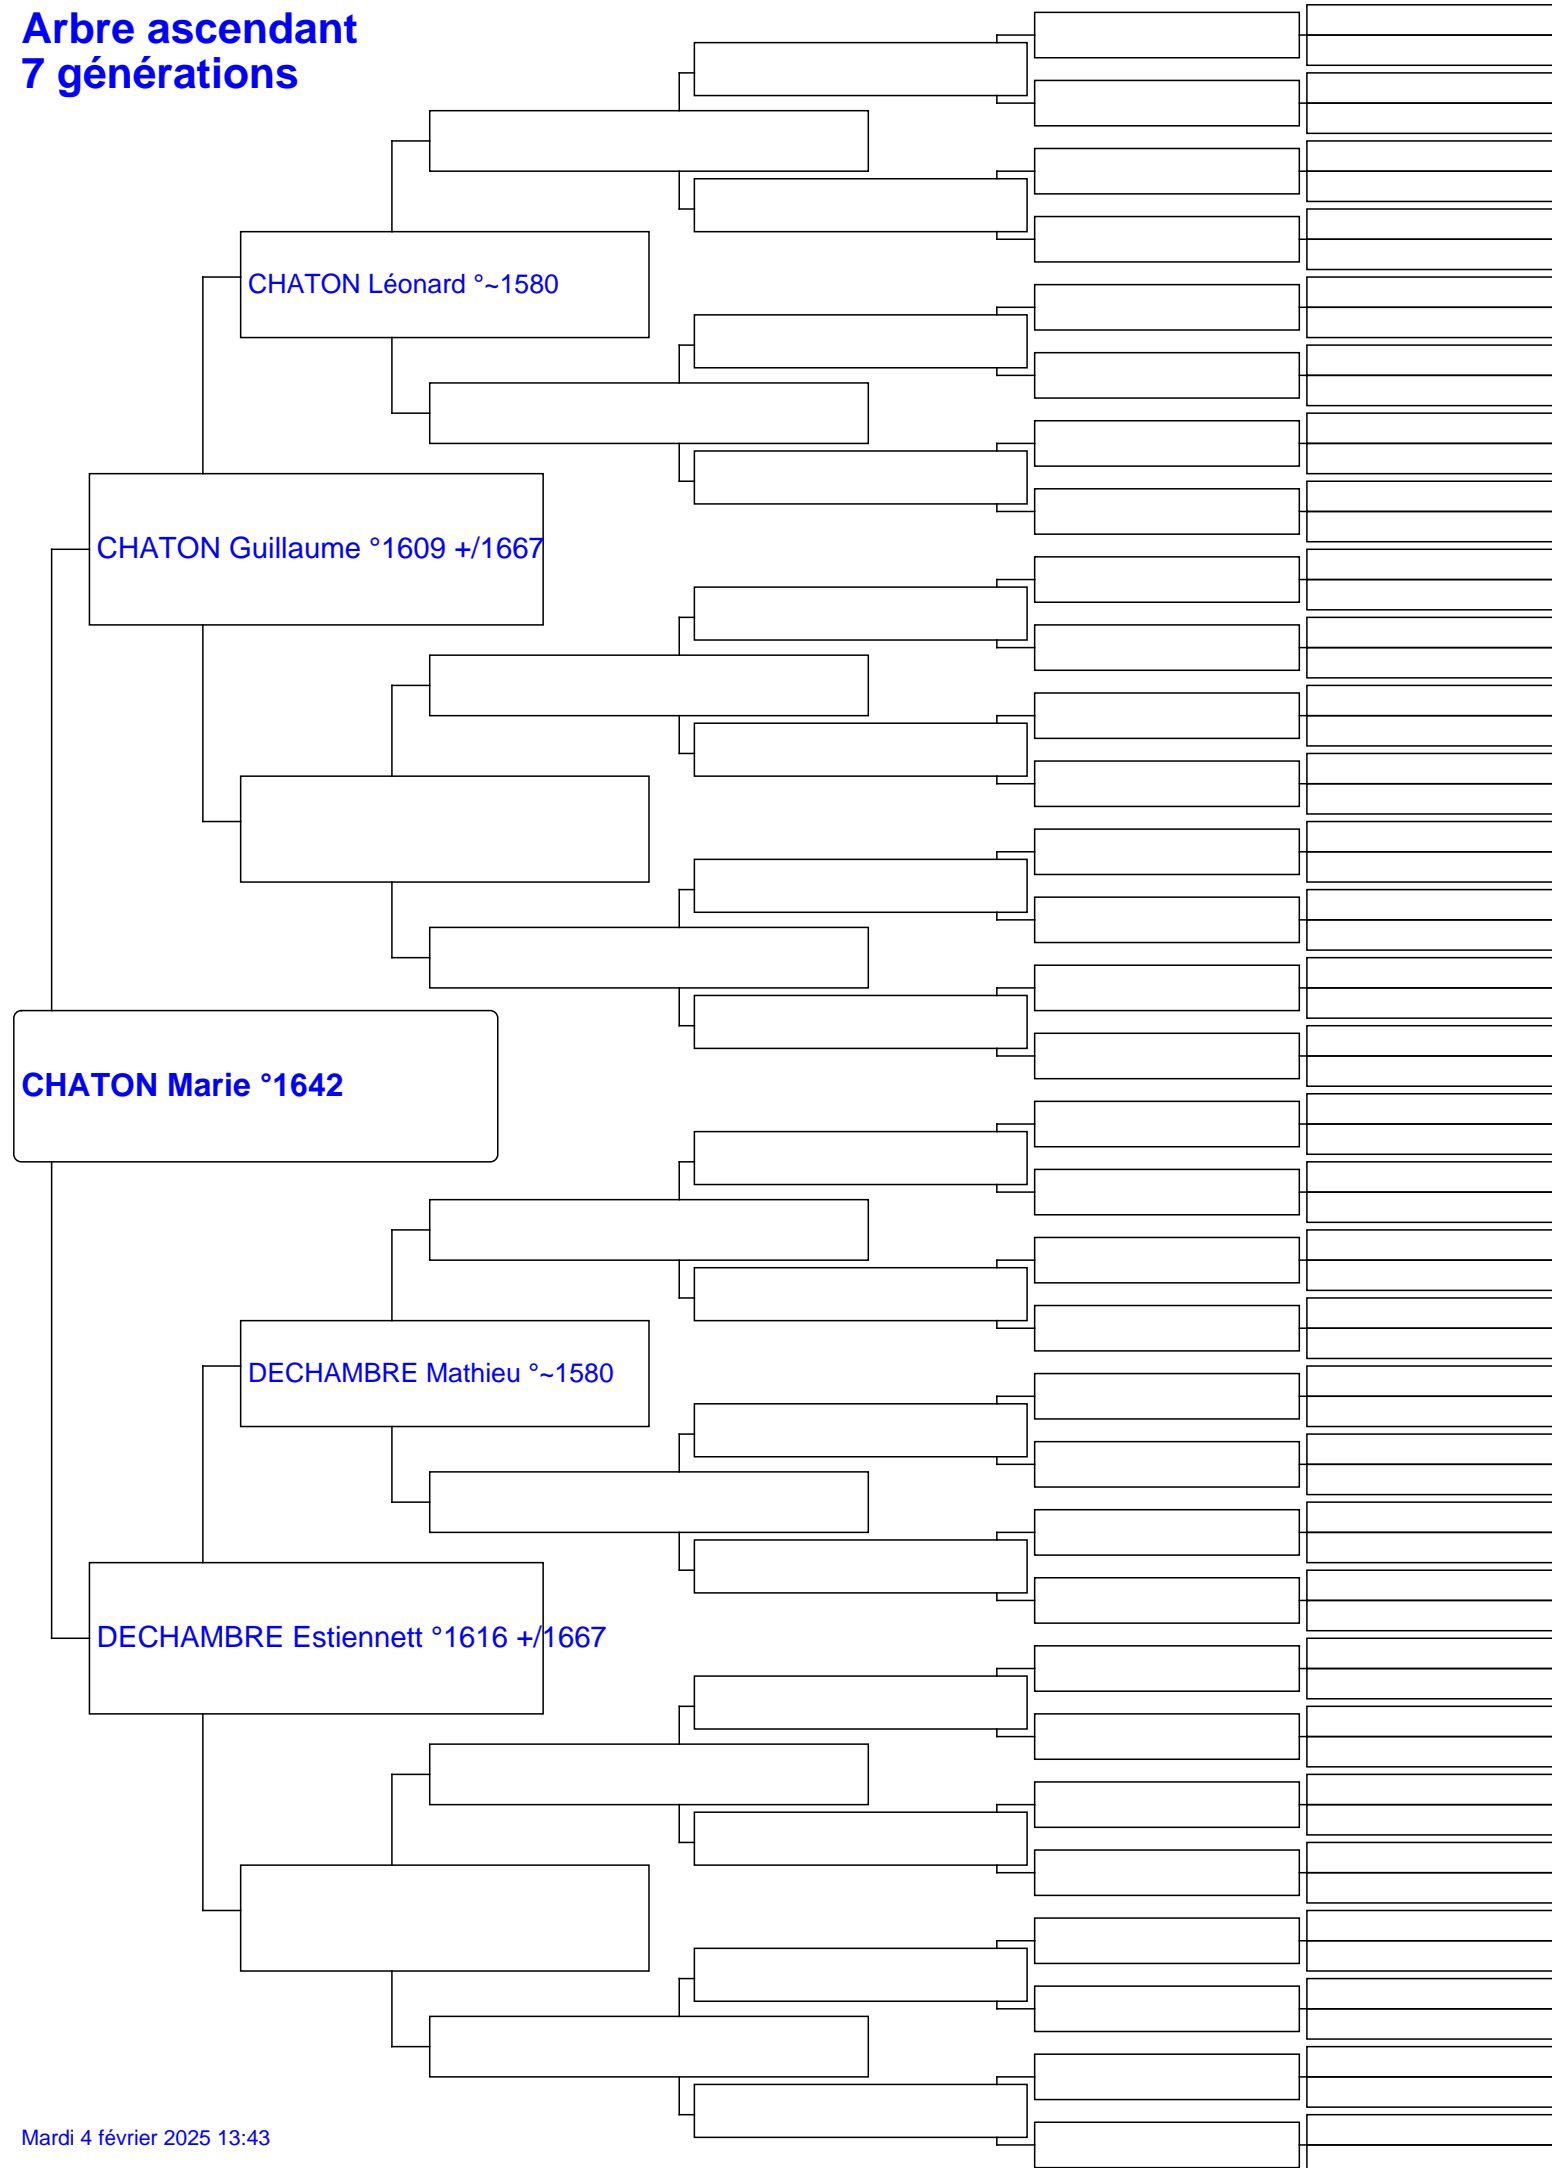 Arbre ascendant
7 générations
CHATON Léonard °~1580
CHATON Guillaume °1609 +/1667
CHATON Marie °1642
DECHAMBRE Mathieu °~1580
DECHAMBRE Estiennett °1616 +/1667
Mardi 4 février 2025 13:43